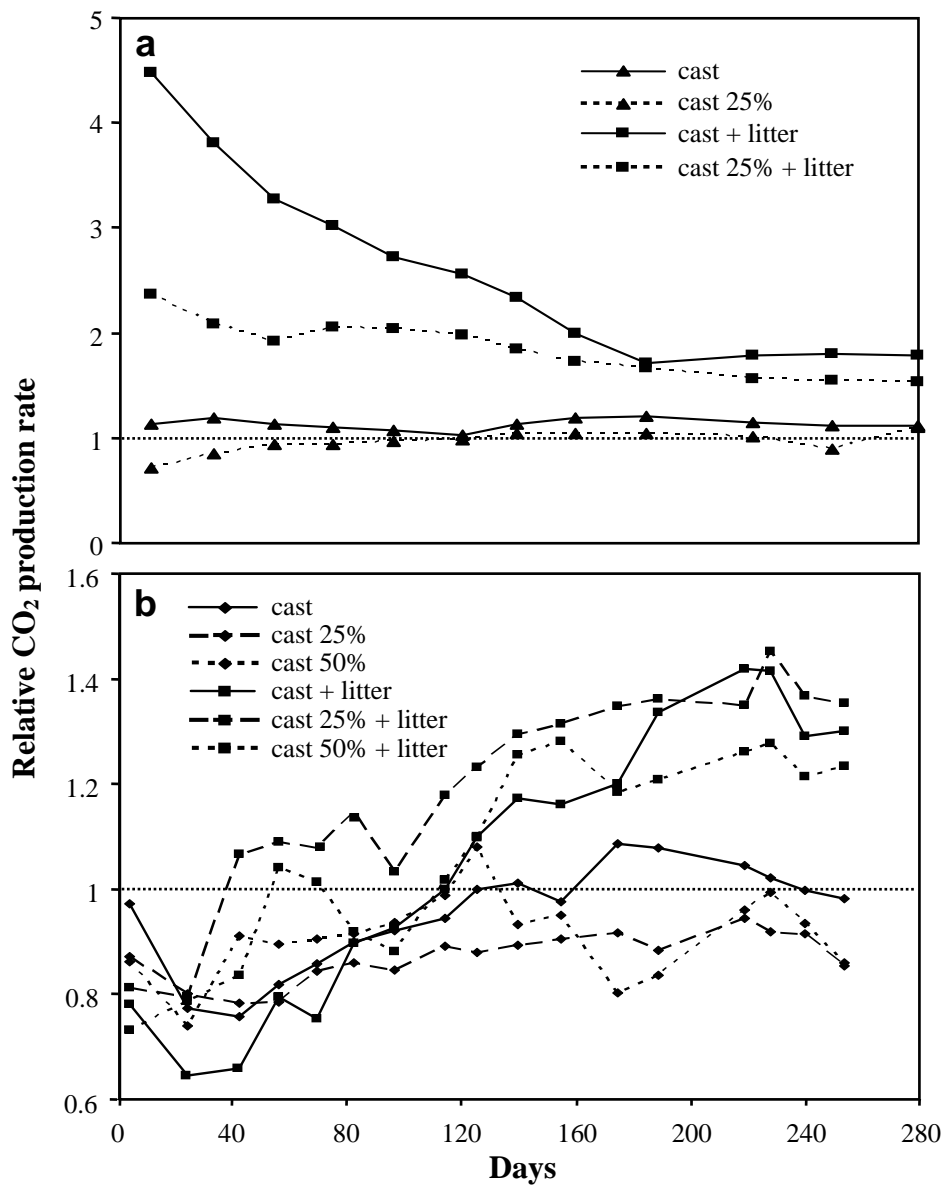 5
a
cast
cast 25%
4
cast + litter
cast 25% + litter
3
2
1
0
Relative CO₂ production rate
1.6
b
cast
cast 25%
cast 50%
1.4
cast + litter
cast 25% + litter
cast 50% + litter
1.2
1
0.8
0.6
0 40 80 120 160 200 240 280
Days